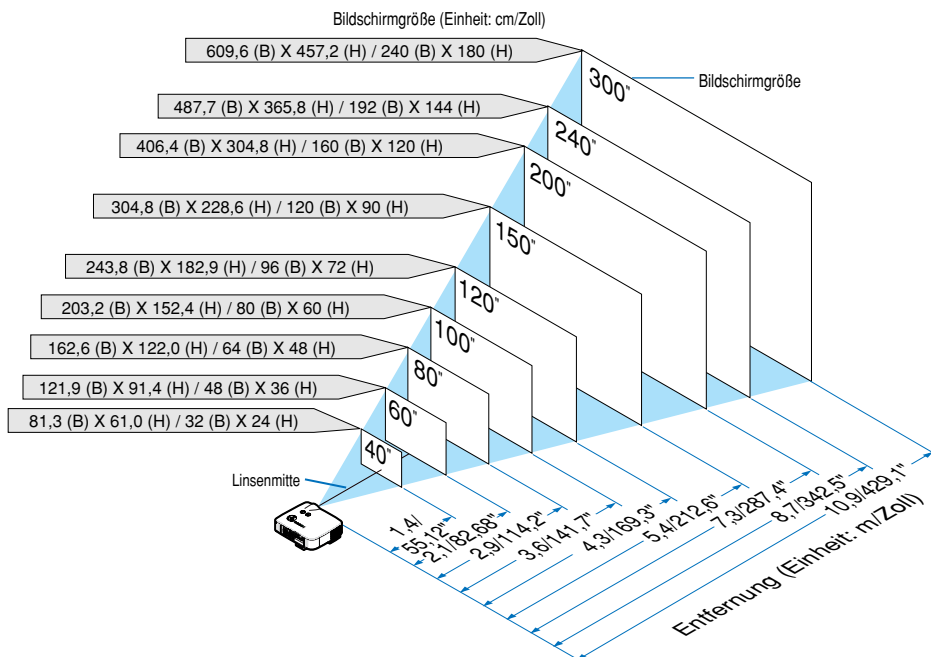 Bildschirmgröße (Einheit: cm/Zoll)
609,6 (B) X 457,2 (H) / 240 (B) X 180 (H)
Bildschirmgröße
300"
487,7 (B) X 365,8 (H) / 192 (B) X 144 (H)
240"
406,4 (B) X 304,8 (H) / 160 (B) X 120 (H)
200"
304,8 (B) X 228,6 (H) / 120 (B) X 90 (H)
150"
243,8 (B) X 182,9 (H) / 96 (B) X 72 (H)
120"
203,2 (B) X 152,4 (H) / 80 (B) X 60 (H)
100"
162,6 (B) X 122,0 (H) / 64 (B) X 48 (H)
80"
121,9 (B) X 91,4 (H) / 48 (B) X 36 (H)
60"
81,3 (B) X 61,0 (H) / 32 (B) X 24 (H)
40"
Linsenmitte
1,4/
55,12"
2,1/82,68"
2,9/114,2"
3,6/141,7"
4,3/169,3"
5,4/212,6"
7,3/287,4"
8,7/342,5"
10,9/429,1"
Entfernung (Einheit: m/Zoll)